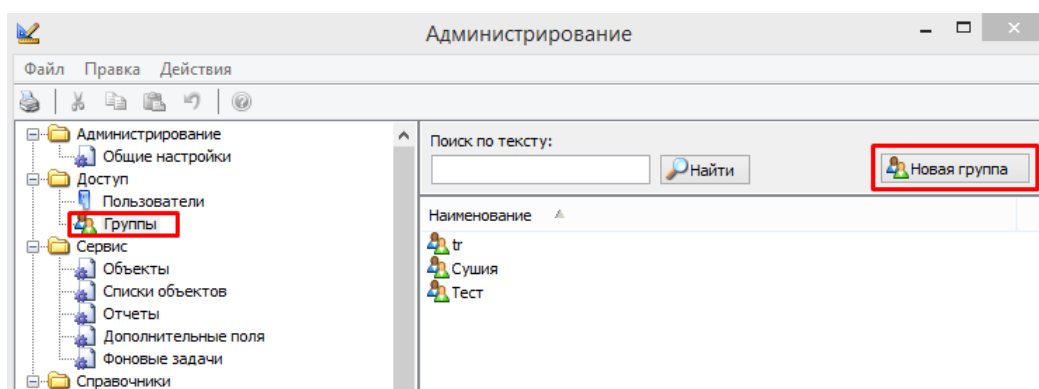 Администрирование
Файл Правка Действия
Администрирование
Общие настройки
Доступ
Пользователи
Группы
Сервис
Объекты
Списки объектов
Отчеты
Дополнительные поля
Фоновые задачи
Справочники
Поиск по тексту:
Найти
Новая группа
Наименование
tr
Сушия
Тест